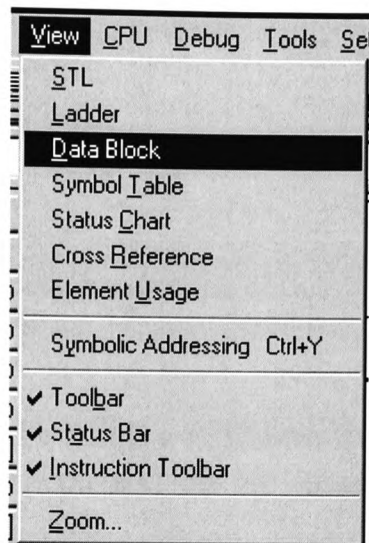 View CPU Debug Tools Se
STL
Ladder
Data Block
Symbol Table
Status Chart
Cross Reference
Element Usage
Symbolic Addressing Ctrl+Y
Toolbar
Status Bar
Instruction Toolbar
Zoom...